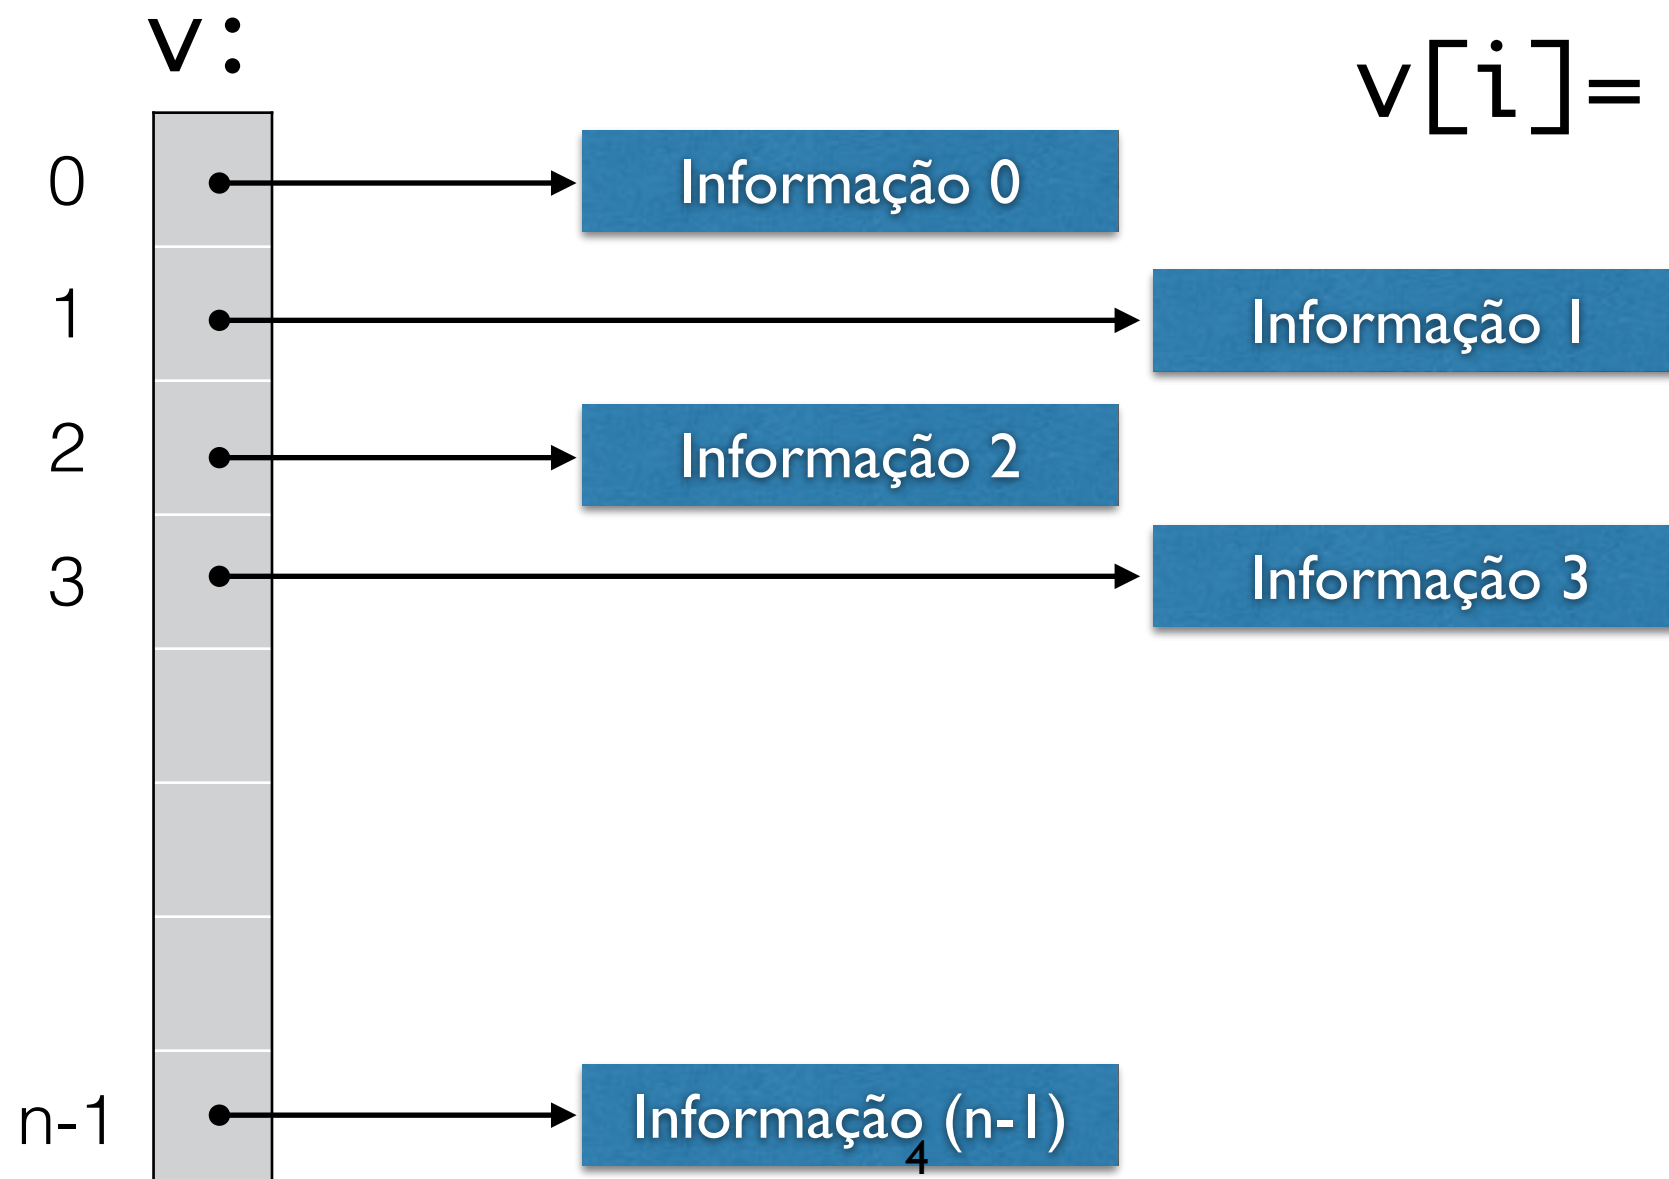 v:
v[i]=
0
Informação 0
1
Informação 1
2
Informação 2
3
Informação 3
n-1
Informação (n-1)
4